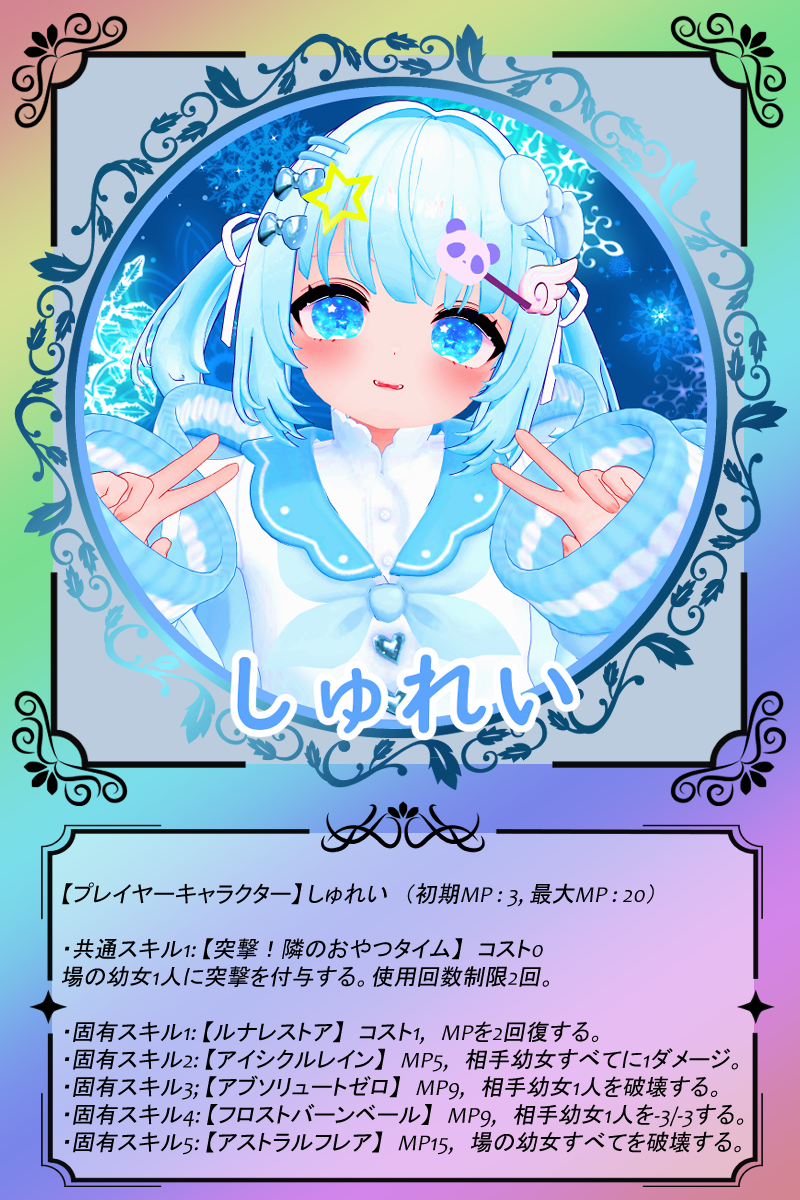 しゅれい
【プレイヤーキャラクター】しゅれい （初期MP : 3, 最大MP : 20）
・共通スキル1:【突撃！隣のおやつタイム】 コスト0
場の幼女1人に突撃を付与する。使用回数制限2回。
・固有スキル1:【ルナレストア】 コスト1, MPを2回復する。
・固有スキル2:【アイシクルレイン】 MP5, 相手幼女すべてに1ダメージ。
・固有スキル3;【アブソリュートゼロ】 MP9, 相手幼女1人を破壊する。
・固有スキル4:【フロストバーンベール】 MP9, 相手幼女1人を-3/-3する。
・固有スキル5:【アストラルフレア】 MP15, 場の幼女すべてを破壊する。